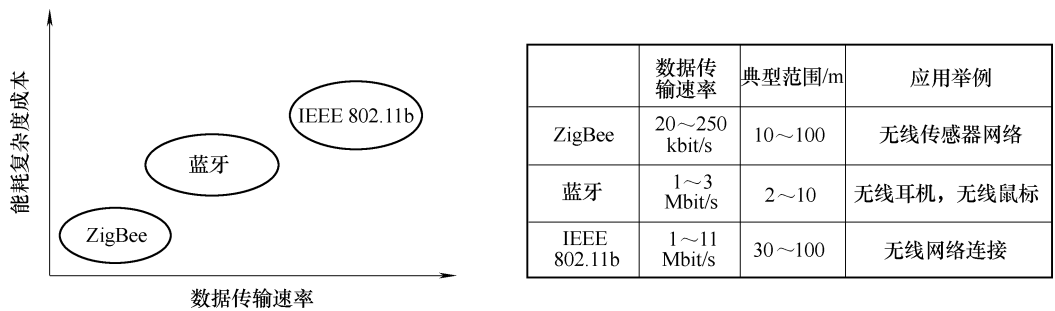 能耗复杂度成本
IEEE 802.11b
蓝牙
ZigBee
数据传输速率
数据传
输速率
典型范围/m
应用举例
ZigBee
20～250
kbit/s
10～100
无线传感器网络
蓝牙
1～3
Mbit/s
2～10
无线耳机，无线鼠标
IEEE
802.11b
1～11
Mbit/s
30～100
无线网络连接